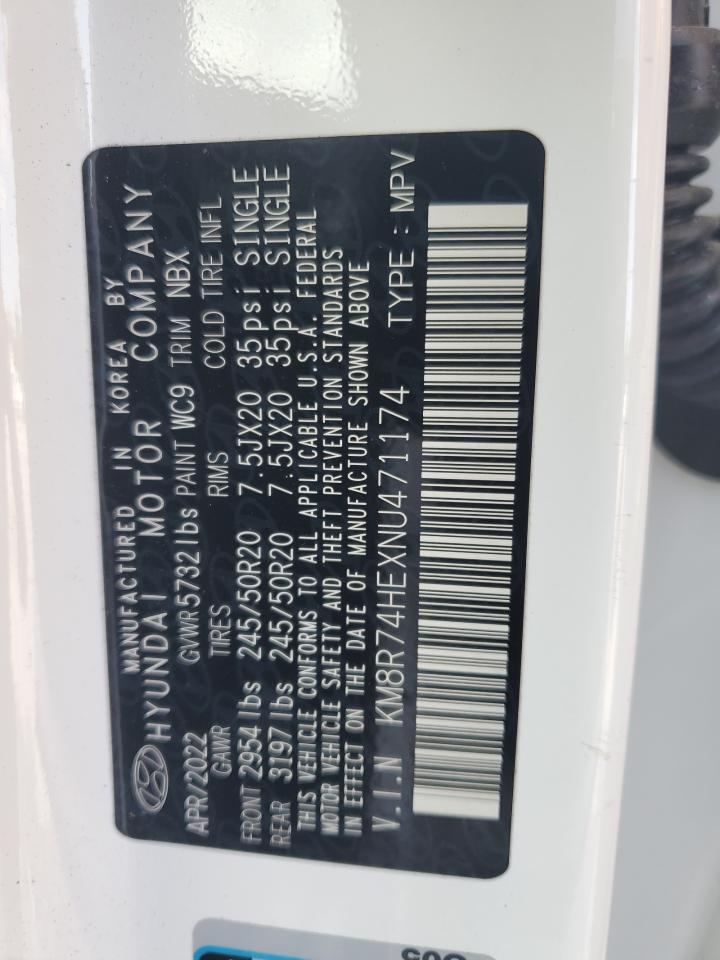 MANUFACTURED IN KOREA BY
HYUNDAI MOTOR COMPANY
APR/2022 GVWR 5732 lbs PAINT WC9 TRIM NBX
GAWR TIRES RIMS COLD TIRE INFL
FRONT 2954 lbs 245/50R20 7.5JX20 35psi SINGLE
REAR 3197 lbs 245/50R20 7.5JX20 35psi SINGLE
THIS VEHICLE CONFORMS TO ALL APPLICABLE U.S.A. FEDERAL
MOTOR VEHICLE SAFETY AND THEFT PREVENTION STANDARDS
IN EFFECT ON THE DATE OF MANUFACTURE SHOWN ABOVE
V.I.N KM8R74HEXNU471174 TYPE : MPV